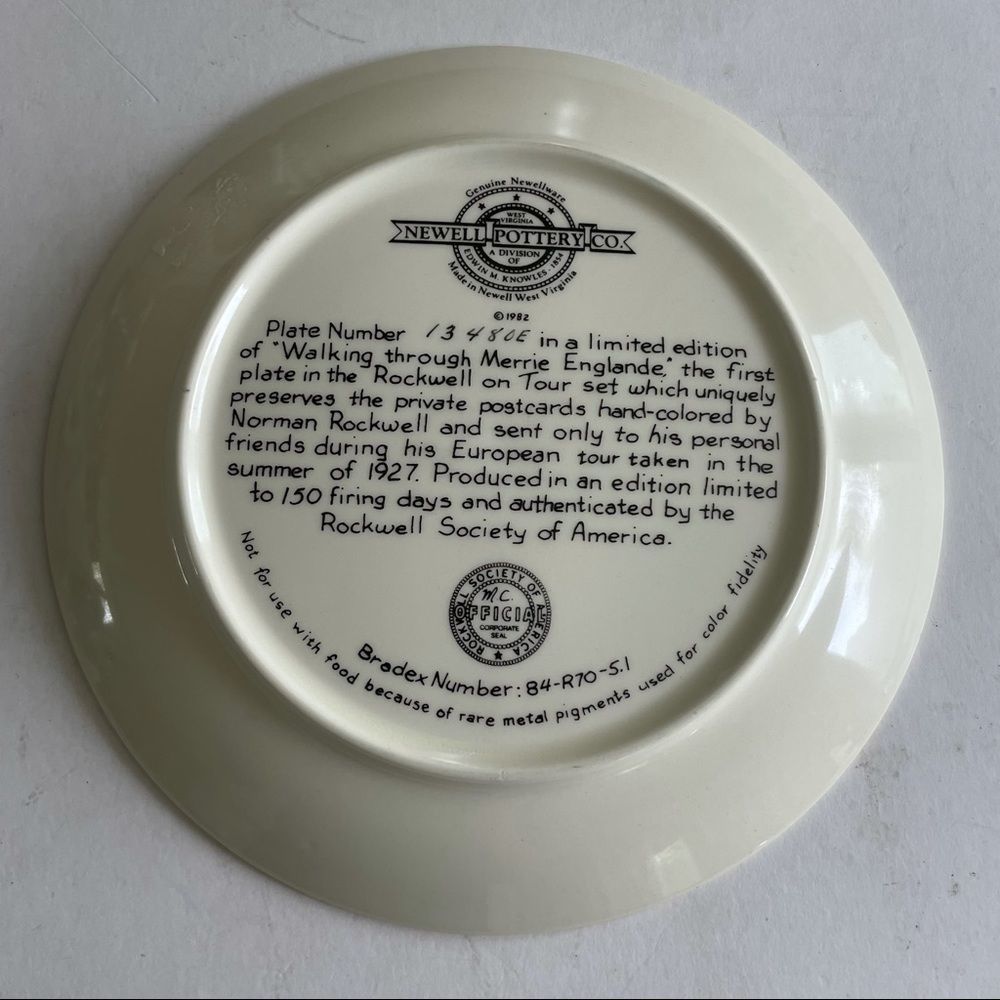 Genuine Newellware
WEST
VIRGINIA
NEWELL POTTERY CO.
A DIVISION
OF
EDWIN M. KNOWLES · 1854
Made in Newell West Virginia
©1982
Plate Number 13480E in a limited edition
of "Walking through Merrie Englande," the first
plate in the Rockwell on Tour set which uniquely
preserves the private postcards hand-colored by
Norman Rockwell and sent only to his personal
friends during his European tour taken in the
summer of 1927. Produced in an edition limited
to 150 firing days and authenticated by the
Rockwell Society of America.
ROCKWELL SOCIETY OF AMERICA
M.C.
OFFICIAL
CORPORATE
SEAL
Bradex Number: 84-R70-5.1
Not for use with food because of rare metal pigments used for color fidelity